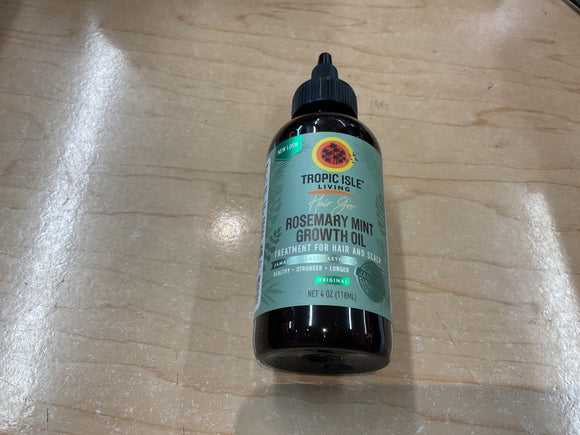 NEW LOOK
TROPIC ISLE®
LIVING
Hair Gro
ROSEMARY MINT
GROWTH OIL
TREATMENT FOR HAIR AND SCALP
HEALTHY • STRONGER • LONGER
ORIGINAL
NET 4 OZ (118ML)